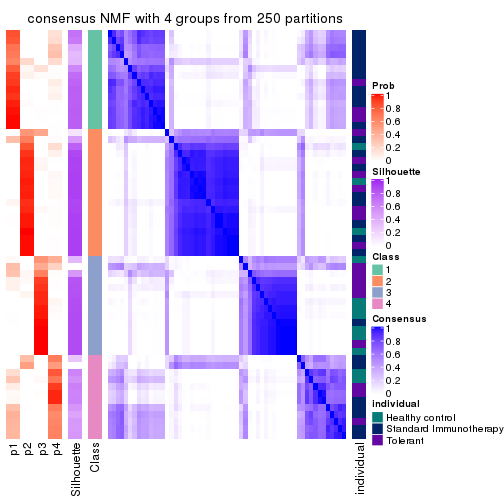 consensus NMF with 4 groups from 250 partitions
Prob
1
0.8
0.6
0.4
0.2
0
Silhouette
1
0.8
0.6
0.4
0.2
0
Class
1
2
3
4
Consensus
1
0.8
0.6
0.4
0.2
0
individual
Healthy control
Standard Immunotherapy
Tolerant
p1
p2
p3
p4
Silhouette
Class
individual